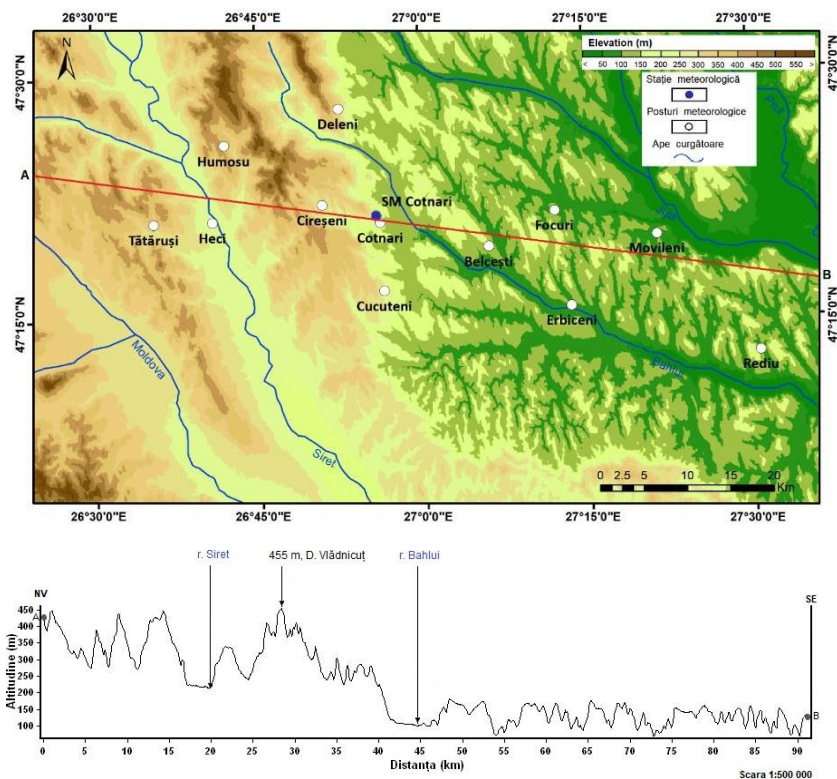 26°30'0"E 26°45'0"E 27°0'0"E 27°15'0"E 27°30'0"E
N
47°30'0"N
47°30'0"N
Elevation (m)
< 50 100 150 200 250 300 350 400 450 500 550 >
Stație meteorologică
Posturi meteorologice
Ape curgătoare
Prut
Deleni
Humosu
A
SM Cotnari
Cireșeni
Cotnari
Focuri
Jijia
Tătăruși
Heci
Movileni
Belcești
B
Cucuteni
Erbiceni
47°15'0"N
47°15'0"N
Moldova
Bahlui
Rediu
Siret
0 2.5 5 10 15 20
Km
26°30'0"E 26°45'0"E 27°0'0"E 27°15'0"E 27°30'0"E
r. Siret 455 m, D. Vlădnicuț r. Bahlui
NV SE
Altitudine (m)
450
400
350
300
250
200
150
100
A
B
0 5 10 15 20 25 30 35 40 45 50 55 60 65 70 75 80 85 90
Distanța (km)
Scara 1:500 000